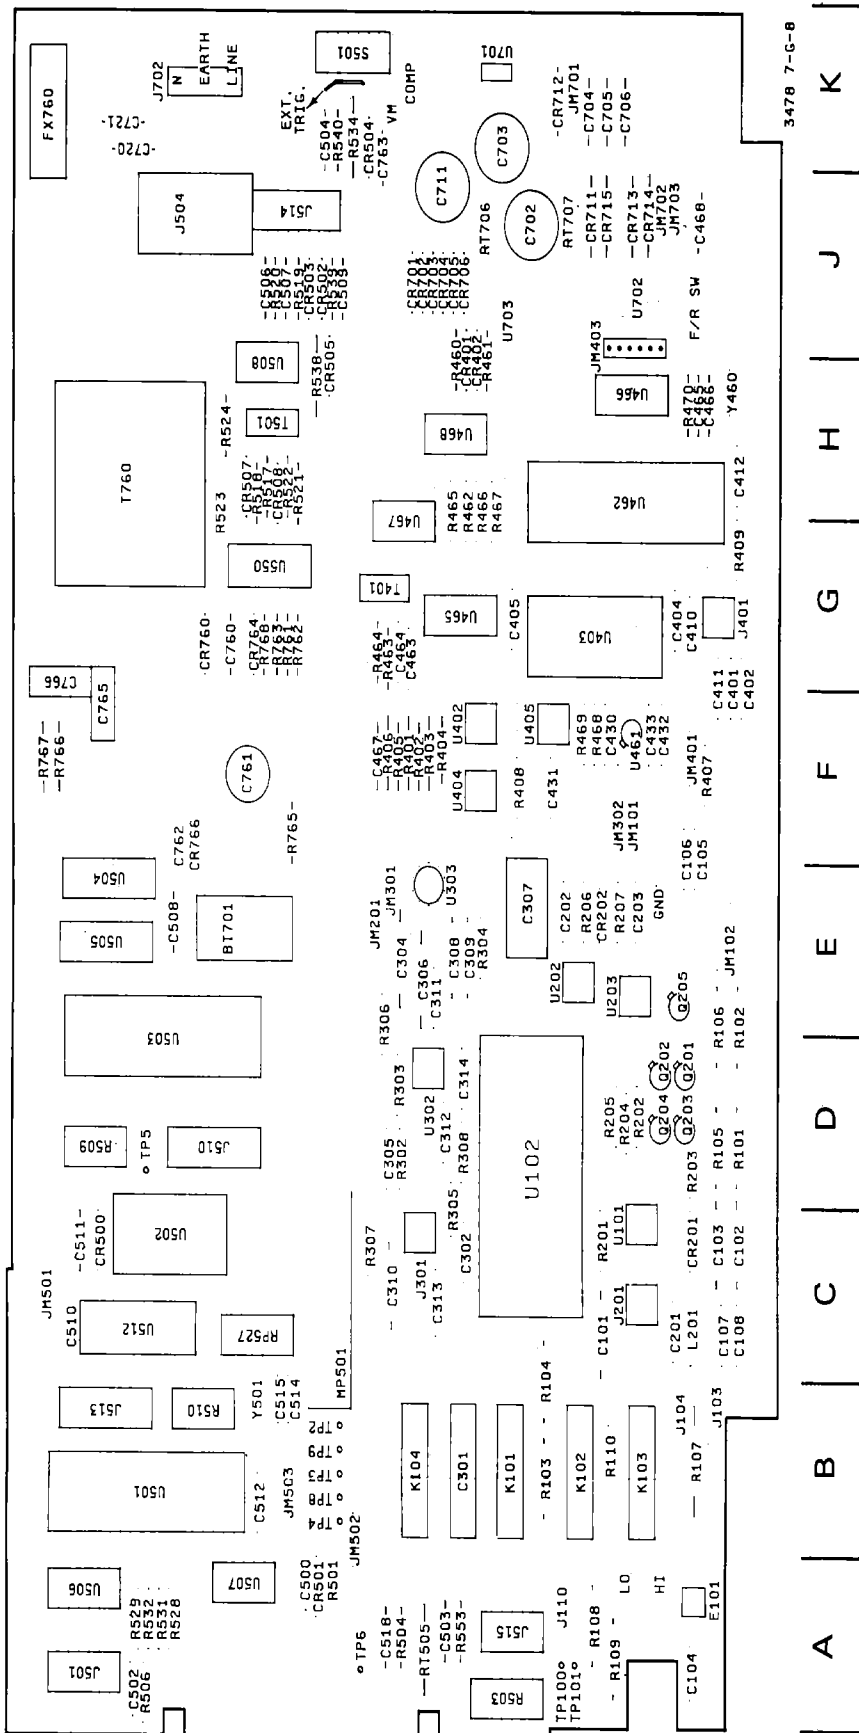 3478 7-G-8
K
J
H
G
F
E
D
C
B
A
FX760
J702
N
EARTH
LINE
-C721-
-C720-
EXT.
TRIG.
S501
-C504-
-R540-
—R534—
CR504
-C763-
VM
COMP
U701
-CR712-
JM701
-C704-
-C705-
-C706-
C703
C711
C702
J504
J514
RT706
RT707
-CR711-
-CR715-
-CR713-
-CR714-
JM702
JM703
-C468-
-C506-
-R520-
-C507-
-R519-
CR503
CR502
-R539-
-C509-
CR701
CR702
CR703
CR704
CR705
CR706
U702
U703
F/R SW
JM403
U508
—R538—
CR505
-R460-
CR401
CR402
-R461-
U466
-R470-
-C465-
-C466-
Y460
T760
-R524-
T501
U468
R523
CR507
-R518-
-R517-
CR508
-R522-
-R521-
U467
R465
R462
R466
R467
U462
C412
R409
U550
T401
U465
C405
U403
C404
C410
J401
CR760
-C760-
CR764
-R768-
-R763-
-R761-
-R762-
-R464-
-R463-
C464
C463
C411
C401
C402
C766
C765
—R767—
-R766-
C761
-C467-
-R406-
-R405-
-R401-
-R402-
-R403-
-R404-
U402
U404
U405
R408
C431
R469
R468
C430
U461
C433
C432
JM401
R407
JM302
JM101
C762
CR766
-R765-
C106
C105
U504
U505
-C508-
BT701
JM201
JM301
U303
C307
C202
R206
CR202
R207
C203
GND
C304
C306
C311
C308
C309
R304
U202
U203
Q205
JM102
U503
R306
R303
U302
C314
U102
Q202
Q201
Q204
Q203
R205
R204
R202
R106
R102
R509
TP5
J510
C305
R302
C312
R308
R105
R101
R203
-C511-
CR500
U502
R307
R305
C302
J301
C310
C313
R201
U101
J201
CR201
C103
C102
JM501
C510
U512
RP527
MP501
C101
C201
L201
C107
C108
J513
R510
Y501
C515
C514
TP2
TP9
TP3
TP8
TP4
K104
C301
K101
R104
R103
K102
R110
K103
J104
J103
R107
U501
C512
JM503
JM502
U506
U507
C500
CR501
R501
R529
R532
R531
R528
LO
HI
E101
J501
C502
R506
TP6
-C518-
-R504-
—RT505—
-C503-
-R553-
J515
R503
J110
R108
R109
TP100
TP101
C104